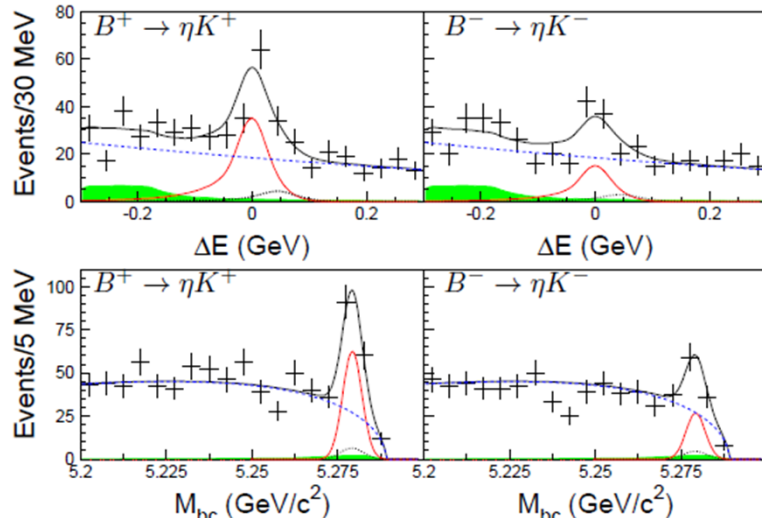 B⁺ → ηK⁺
B⁻ → ηK⁻
Events/30 MeV
80
60
40
20
0
-0.2 0 0.2
-0.2 0 0.2
ΔE (GeV)
ΔE (GeV)
B⁺ → ηK⁺
B⁻ → ηK⁻
Events/5 MeV
100
75
50
25
0
5.2 5.225 5.25 5.275
5.2 5.225 5.25 5.275
M_bc (GeV/c²)
M_bc (GeV/c²)